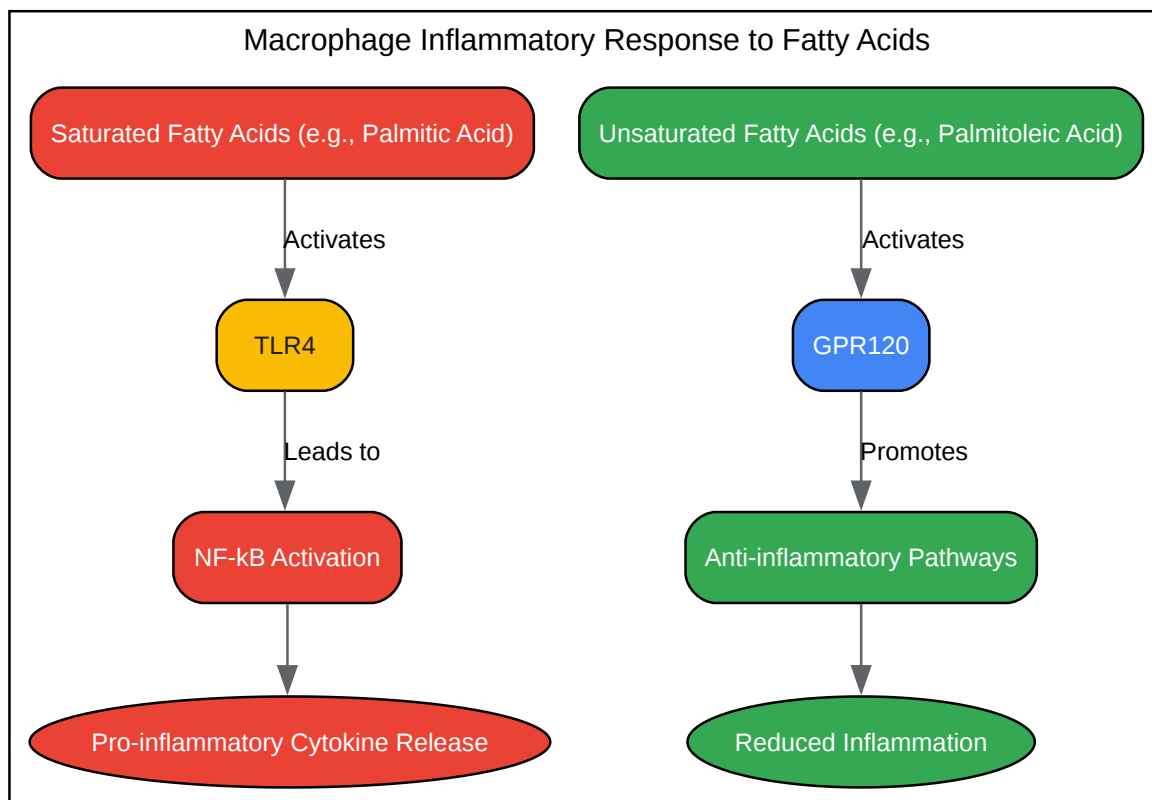 Macrophage Inflammatory Response to Fatty Acids
Saturated Fatty Acids (e.g., Palmitic Acid)
Unsaturated Fatty Acids (e.g., Palmitoleic Acid)
Activates
Activates
TLR4
GPR120
Leads to
Promotes
NF-kB Activation
Anti-inflammatory Pathways
Pro-inflammatory Cytokine Release
Reduced Inflammation